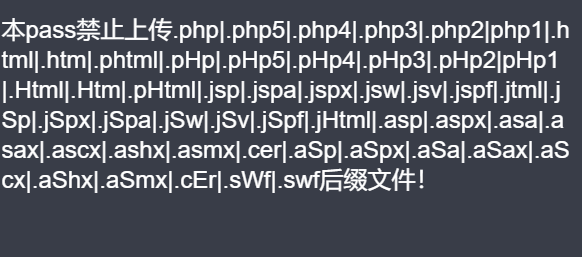 本pass禁止上传.php|.php5|.php4|.php3|.php2|php1|.h
tml|.htm|.phtml|.pHp|.pHp5|.pHp4|.pHp3|.pHp2|pHp1
|.Html|.Htm|.pHtml|.jsp|.jspa|.jspx|.jsw|.jsv|.jspf|.jtml|.j
Sp|.jSpx|.jSpa|.jSw|.jSv|.jSpf|.jHtml|.asp|.aspx|.asa|.a
sax|.ascx|.ashx|.asmx|.cer|.aSp|.aSpx|.aSa|.aSax|.aS
cx|.aShx|.aSmx|.cEr|.sWf|.swf后缀文件！